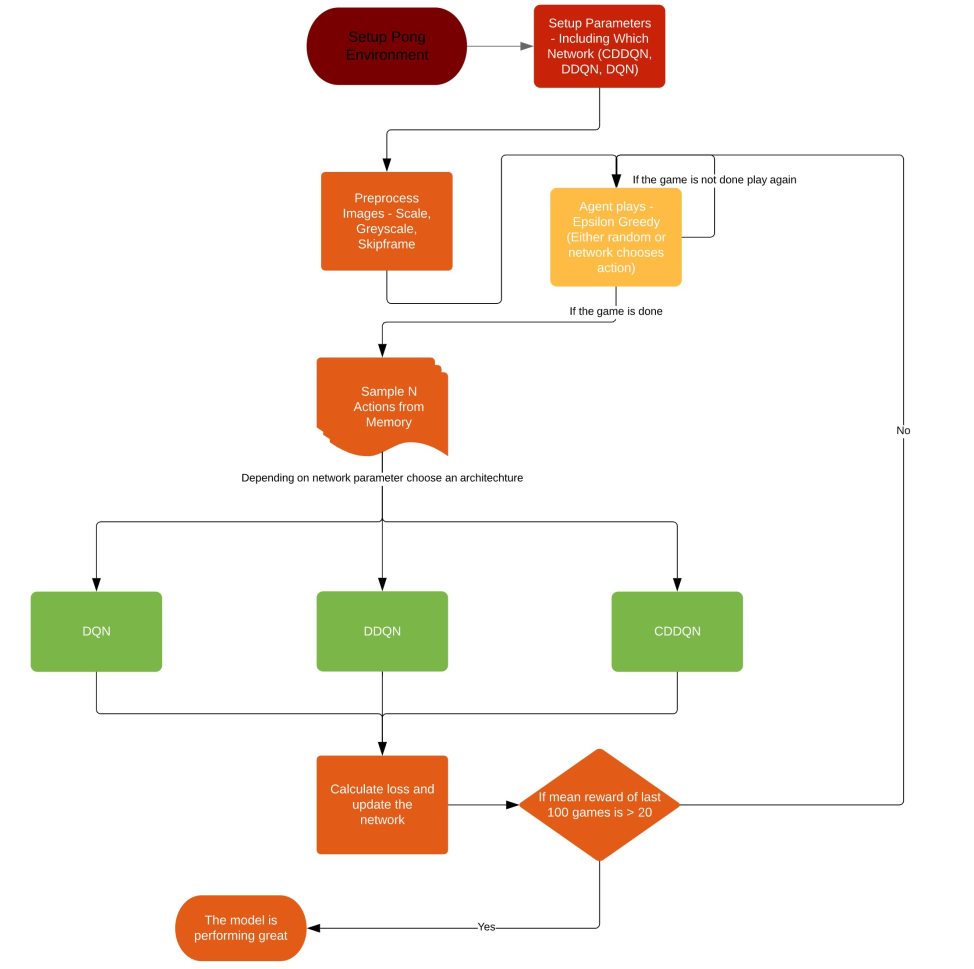 Setup Pong
Environment
Setup Parameters
- Including Which
Network (CDDQN,
DDQN, DQN)
Preprocess
Images - Scale,
Greyscale,
Skipframe
If the game is not done play again
Agent plays -
Epsilon Greedy
(Either random or
network chooses
action)
If the game is done
Sample N
Actions from
Memory
No
Depending on network parameter choose an architechture
DQN
DDQN
CDDQN
Calculate loss and
update the
network
If mean reward of last
100 games is > 20
The model is
performing great
Yes